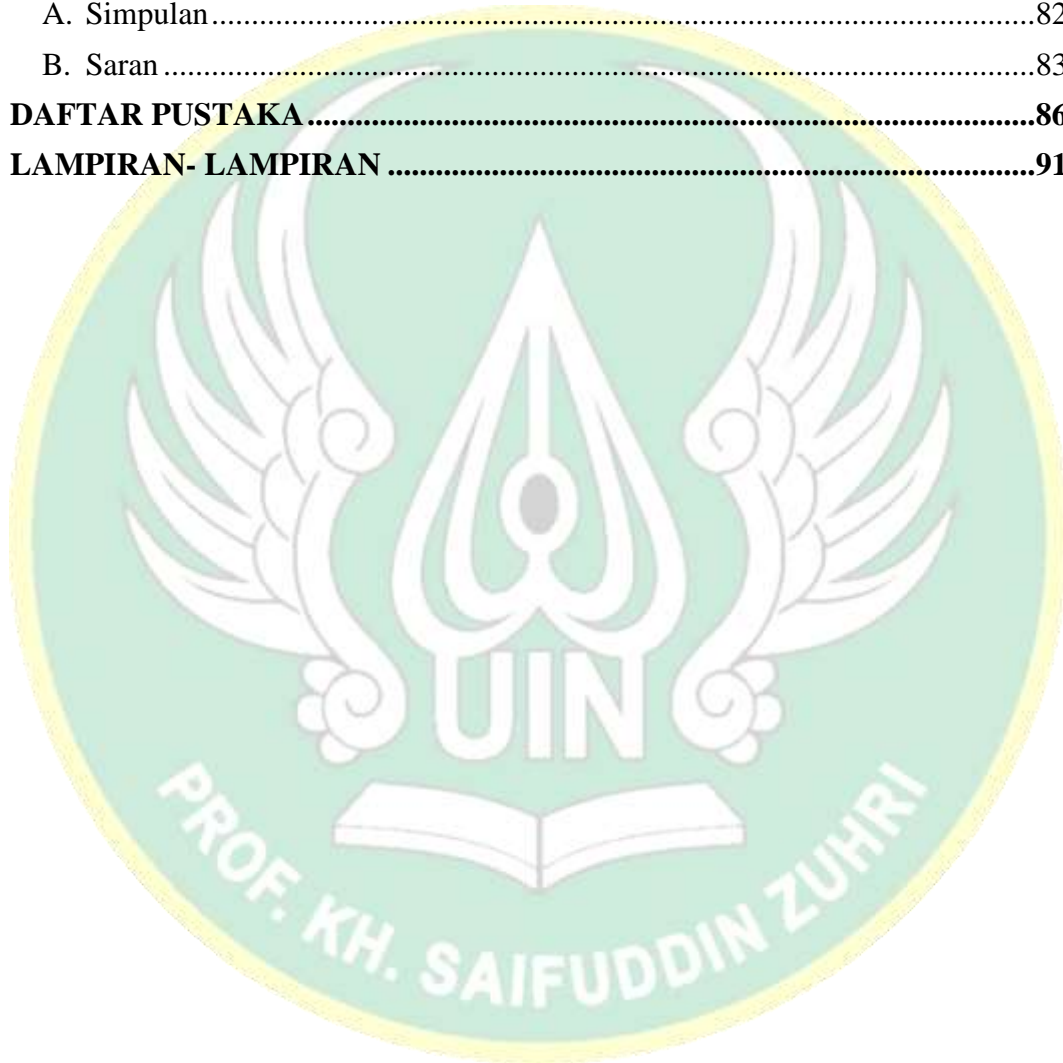 A. Simpulan..........................................................................................................82
B. Saran................................................................................................................83
DAFTAR PUSTAKA............................................................................................86
LAMPIRAN- LAMPIRAN ..................................................................................91
UIN
PROF. KH. SAIFUDDIN ZUHRI